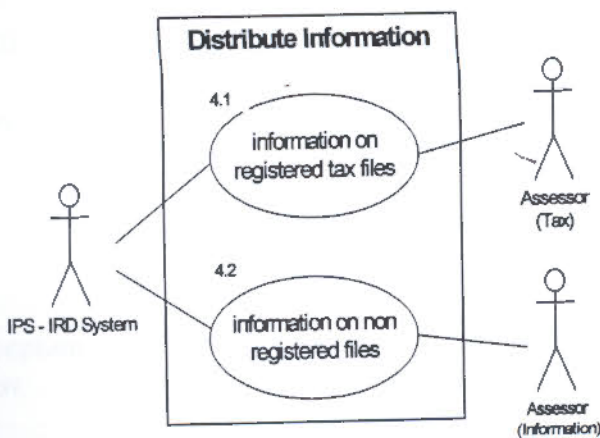 Distribute Information
4.1
information on
registered tax files
Assessor
(Tax)
IPS - IRD System
4.2
information on non
registered files
Assessor
(Information)